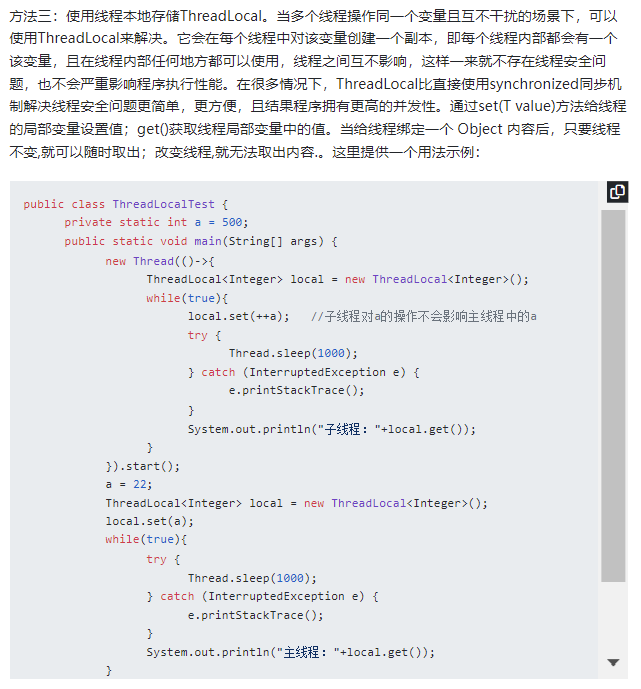 方法三：使用线程本地存储ThreadLocal。当多个线程操作同一个变量且互不干扰的场景下，可以
使用ThreadLocal来解决。它会在每个线程中对该变量创建一个副本，即每个线程内部都会有一个
该变量，且在线程内部任何地方都可以使用，线程之间互不影响，这样一来就不存在线程安全问
题，也不会严重影响程序执行性能。在很多情况下，ThreadLocal比直接使用synchronized同步机
制解决线程安全问题更简单，更方便，且结果程序拥有更高的并发性。通过set(T value)方法给线程
的局部变量设置值；get()获取线程局部变量中的值。当给线程绑定一个 Object 内容后，只要线程
不变,就可以随时取出；改变线程,就无法取出内容.。这里提供一个用法示例：
public class ThreadLocalTest {
private static int a = 500;
public static void main(String[] args) {
new Thread(()->{
ThreadLocal<Integer> local = new ThreadLocal<Integer>();
while(true){
local.set(++a);   //子线程对a的操作不会影响主线程中的a
try {
Thread.sleep(1000);
} catch (InterruptedException e) {
e.printStackTrace();
}
System.out.println("子线程："+local.get());
}
}).start();
a = 22;
ThreadLocal<Integer> local = new ThreadLocal<Integer>();
local.set(a);
while(true){
try {
Thread.sleep(1000);
} catch (InterruptedException e) {
e.printStackTrace();
}
System.out.println("主线程："+local.get());
}